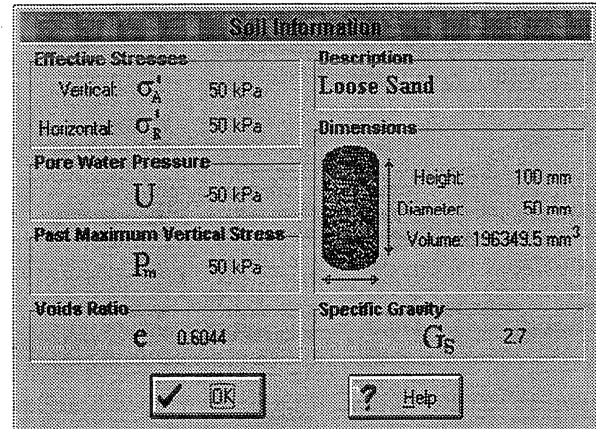 Soil Information
Effective Stresses
Vertical: σ'A 50 kPa
Horizontal: σ'R 50 kPa
Pore Water Pressure
U -50 kPa
Past Maximum Vertical Stress
Pm 50 kPa
Voids Ratio
e 0.6044
Description
Loose Sand
Dimensions
Height: 100 mm
Diameter: 50 mm
Volume: 196349.5 mm³
Specific Gravity
GS 2.7
OK
? Help